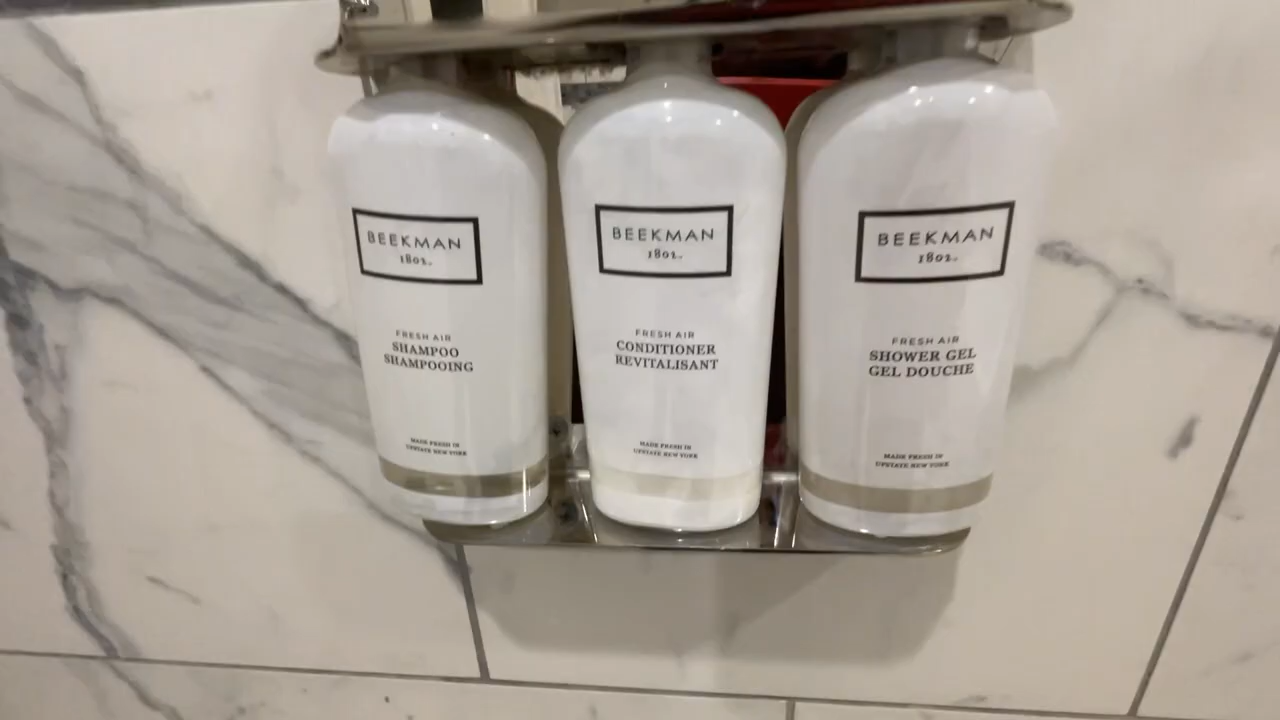 BEEKMAN
1802
FRESH AIR
SHAMPOO
SHAMPOOING
MADE FRESH IN
UPSTATE NEW YORK
BEEKMAN
1802
FRESH AIR
CONDITIONER
REVITALISANT
MADE FRESH IN
UPSTATE NEW YORK
BEEKMAN
1802
FRESH AIR
SHOWER GEL
GEL DOUCHE
MADE FRESH IN
UPSTATE NEW YORK